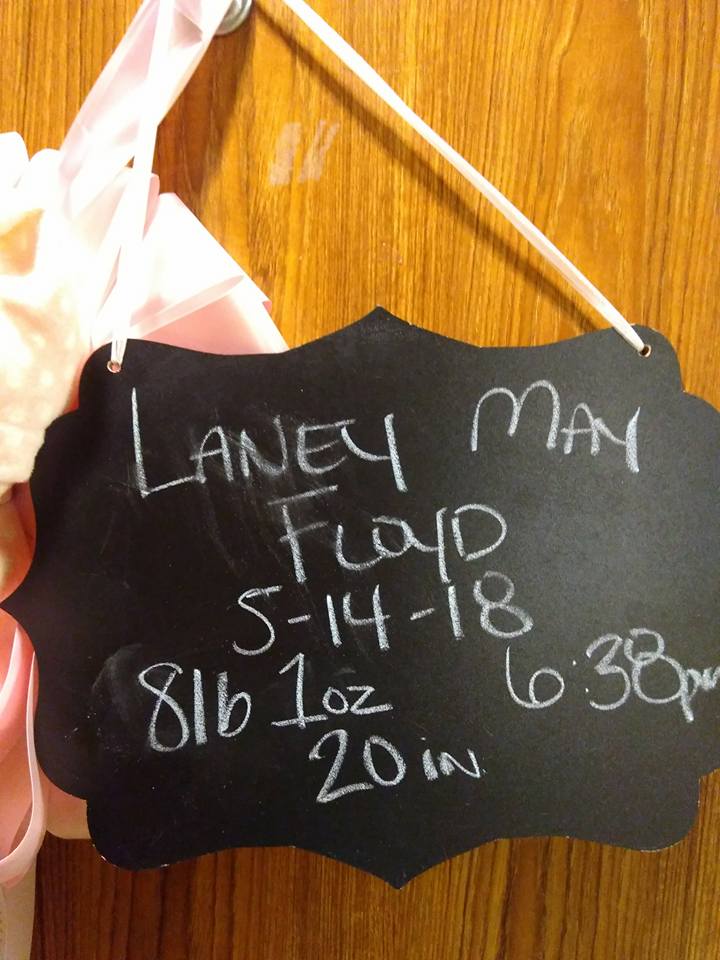 LANEY MAY
FLOYD
5-14-18
8lb 1oz 6:38pm
20 in